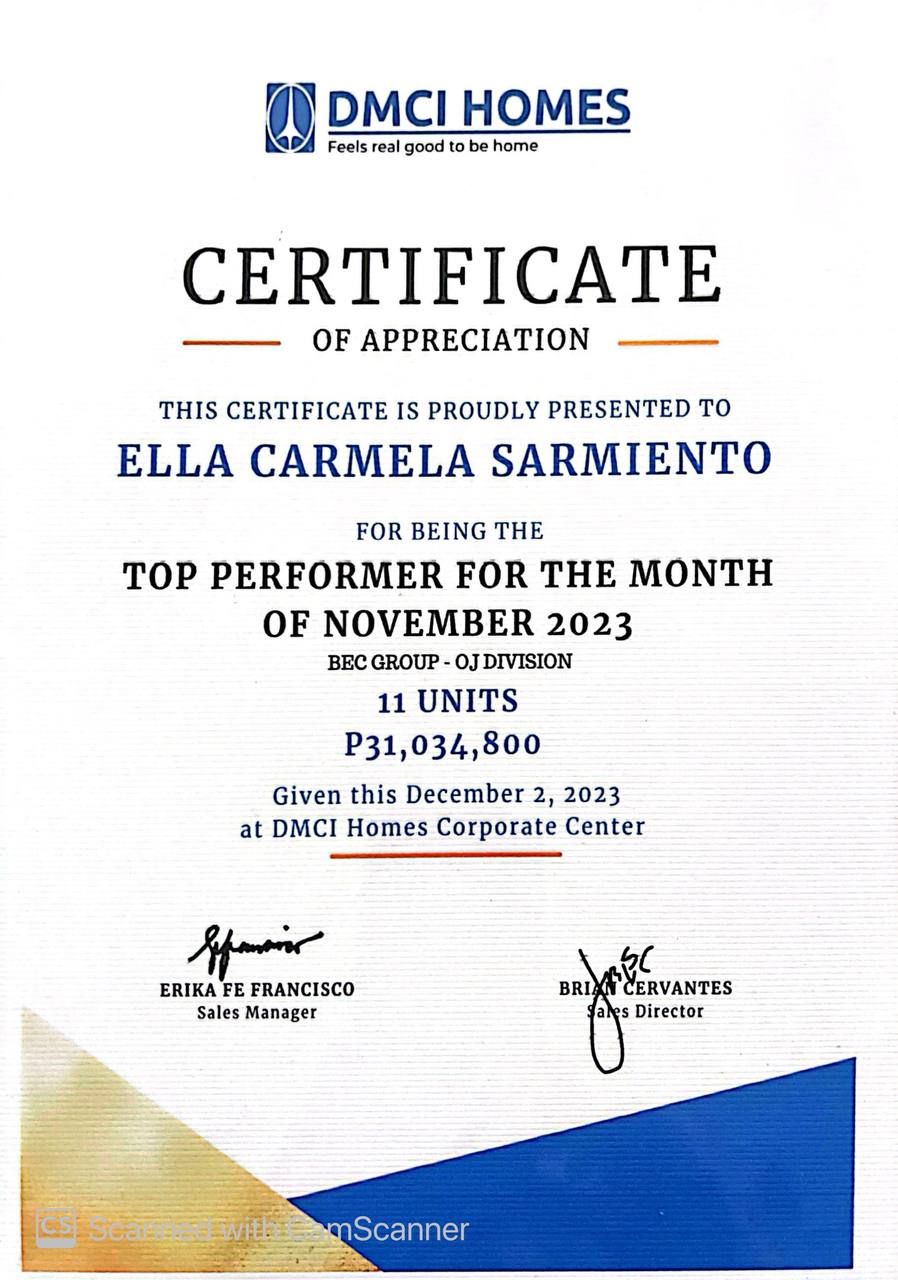 DMCI HOMES
Feels real good to be home
CERTIFICATE
OF APPRECIATION
THIS CERTIFICATE IS PROUDLY PRESENTED TO
ELLA CARMELA SARMIENTO
FOR BEING THE
TOP PERFORMER FOR THE MONTH
OF NOVEMBER 2023
BEC GROUP - OJ DIVISION
11 UNITS
P31,034,800
Given this December 2, 2023
at DMCI Homes Corporate Center
ERIKA FE FRANCISCO
Sales Manager
BRIAN CERVANTES
Sales Director
CS Scanned with CamScanner